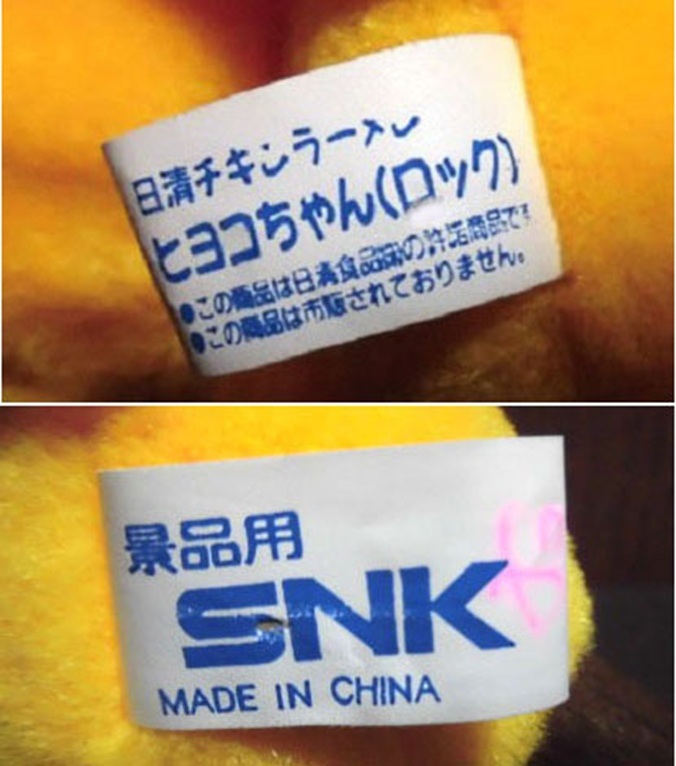 日清チキンラーメン
ヒヨコちゃん(ロック)
●この商品は日清食品㈱の許諾商品です
●この商品は市販されておりません。
景品用
SNK
MADE IN CHINA